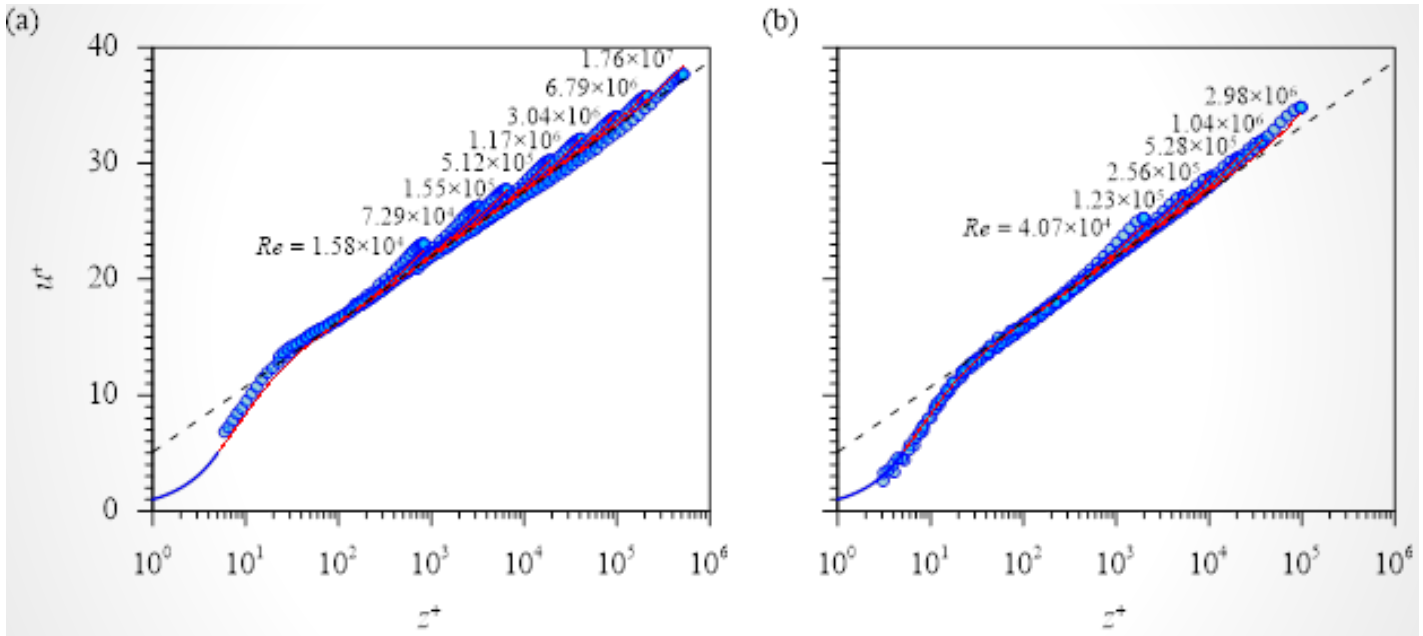 (a)
40
30
20
10
0
u⁺
1.76×10⁷
6.79×10⁶
3.04×10⁶
1.17×10⁶
5.12×10⁵
1.55×10⁵
7.29×10⁴
Re = 1.58×10⁴
10⁰ 10¹ 10² 10³ 10⁴ 10⁵ 10⁶
z⁺
(b)
2.98×10⁶
1.04×10⁶
5.28×10⁵
2.56×10⁵
1.23×10⁵
Re = 4.07×10⁴
10⁰ 10¹ 10² 10³ 10⁴ 10⁵ 10⁶
z⁺